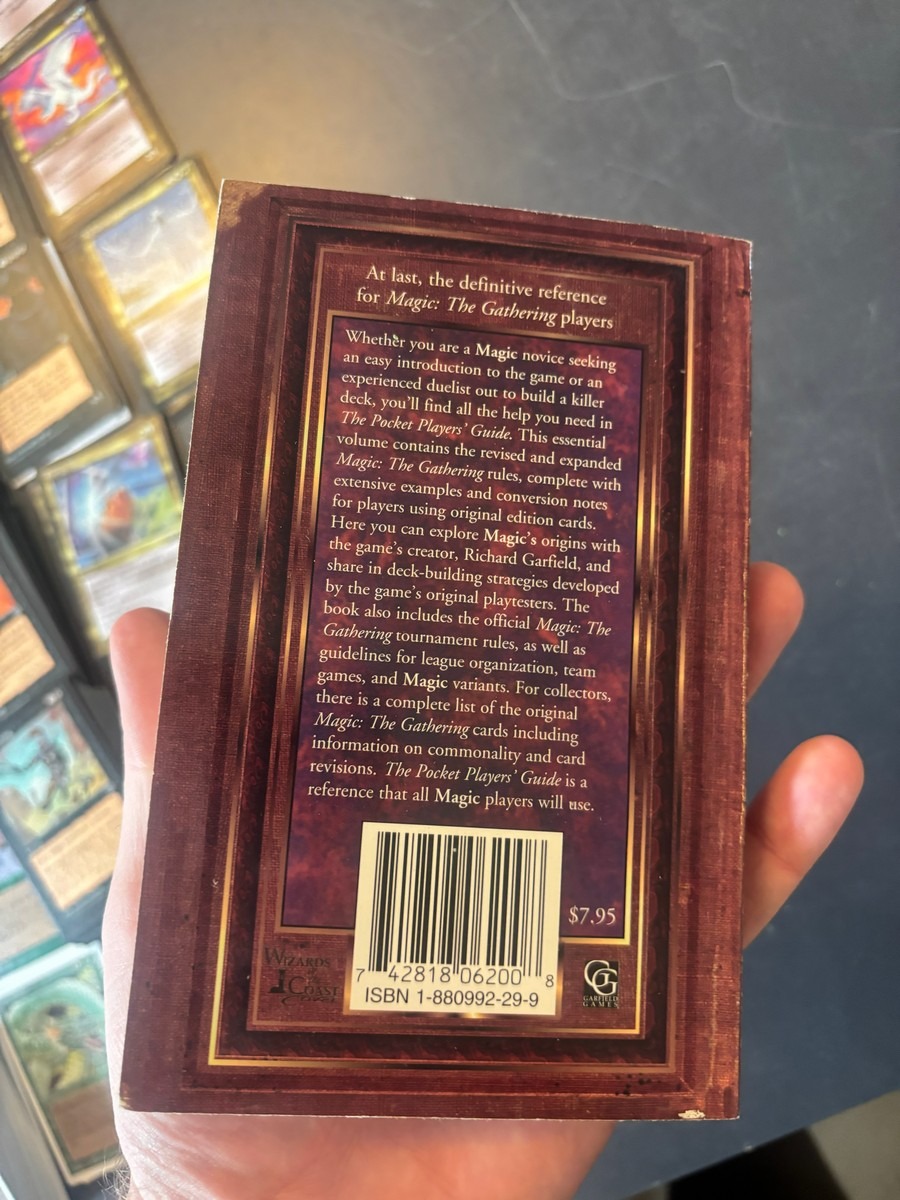 At last, the definitive reference
for Magic: The Gathering players
Whether you are a Magic novice seeking
an easy introduction to the game or an
experienced duelist out to build a killer
deck, you'll find all the help you need in
The Pocket Players' Guide. This essential
volume contains the revised and expanded
Magic: The Gathering rules, complete with
extensive examples and conversion notes
for players using original edition cards.
Here you can explore Magic's origins with
the game's creator, Richard Garfield, and
share in deck-building strategies developed
by the game's original playtesters. The
book also includes the official Magic: The
Gathering tournament rules, as well as
guidelines for league organization, team
games, and Magic variants. For collectors,
there is a complete list of the original
Magic: The Gathering cards including
information on commonality and card
revisions. The Pocket Players' Guide is a
reference that all Magic players will use.
$7.95
7 42818 06200 8
ISBN 1-880992-29-9
WIZARDS
COAST
GG
GARFIELD
GAMES